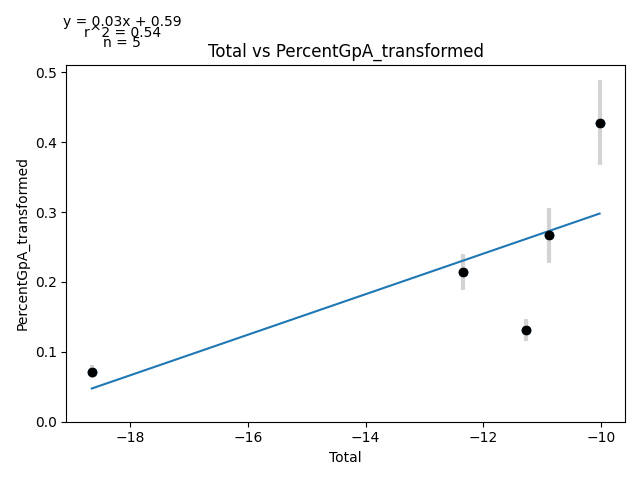 y = 0.03x + 0.59
r^2 = 0.54
n = 5
Total vs PercentGpA_transformed
0.5
0.4
0.3
0.2
0.1
0.0
PercentGpA_transformed
−18
−16
−14
−12
−10
Total